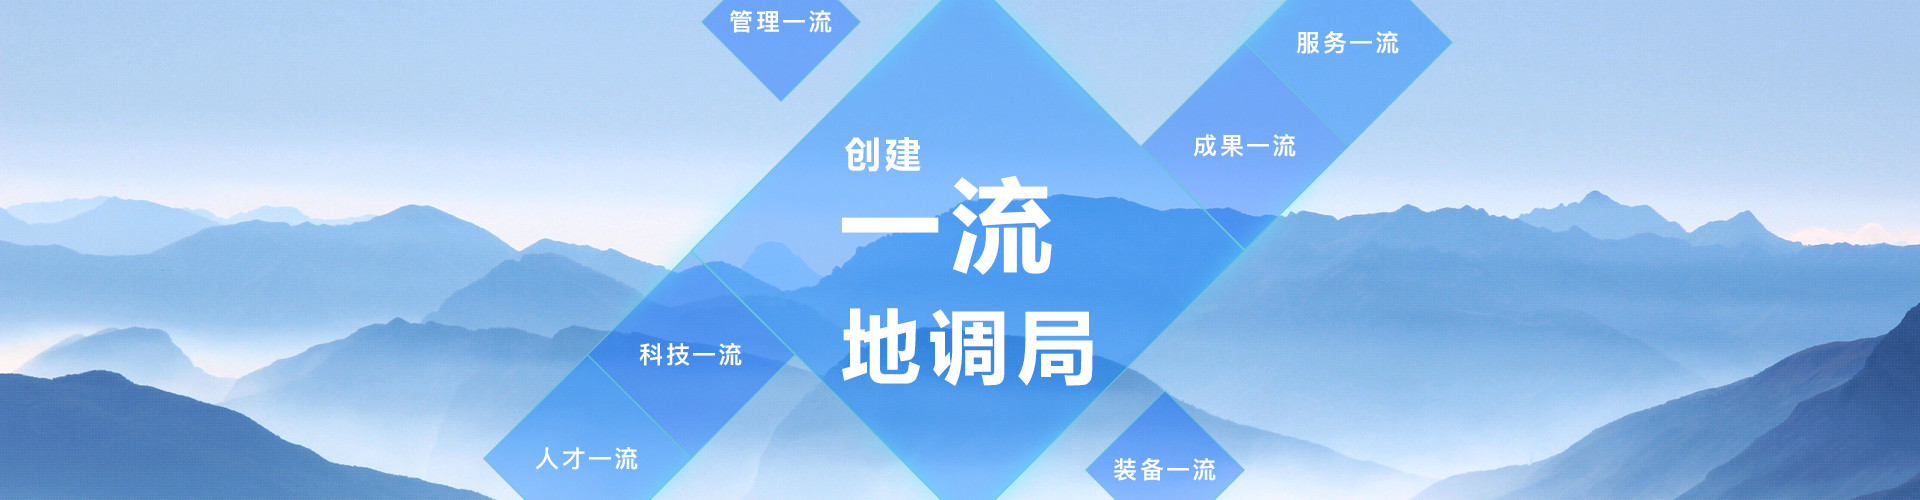 管理一流
服务一流
成果一流
创建
一流
地调局
科技一流
人才一流
装备一流